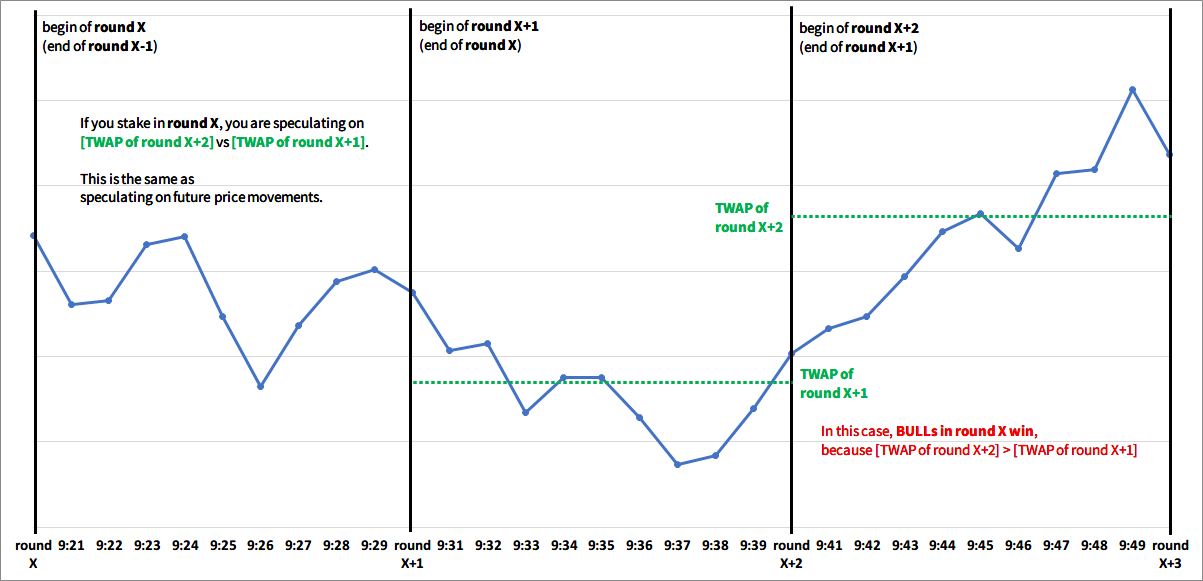 begin of round X
(end of round X-1)
begin of round X+1
(end of round X)
begin of round X+2
(end of round X+1)
If you stake in round X, you are speculating on
[TWAP of round X+2] vs [TWAP of round X+1].
This is the same as
speculating on future price movements.
TWAP of
round X+2
TWAP of
round X+1
In this case, BULLs in round X win,
because [TWAP of round X+2] > [TWAP of round X+1]
round 9:21 9:22 9:23 9:24 9:25 9:26 9:27 9:28 9:29 round 9:31 9:32 9:33 9:34 9:35 9:36 9:37 9:38 9:39 round 9:41 9:42 9:43 9:44 9:45 9:46 9:47 9:48 9:49 round
X X+1 X+2 X+3